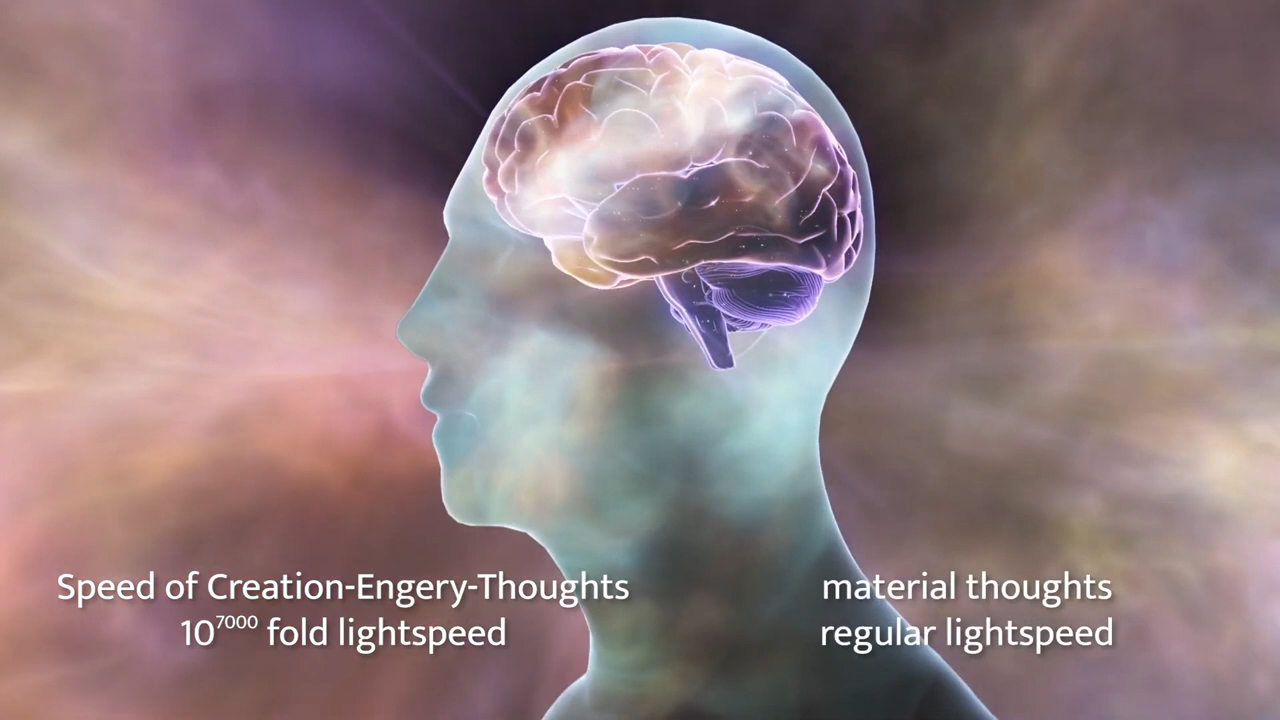 Speed of Creation-Engery-Thoughts
10⁷⁰⁰⁰ fold lightspeed
material thoughts
regular lightspeed